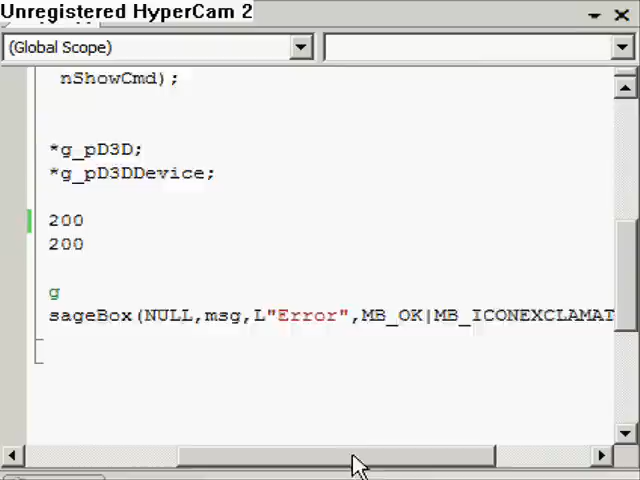 Unregistered HyperCam 2
(Global Scope)
nShowCmd);
*g_pD3D;
*g_pD3DDevice;
200
200
g
sageBox(NULL,msg,L"Error",MB_OK|MB_ICONEXCLAMAT